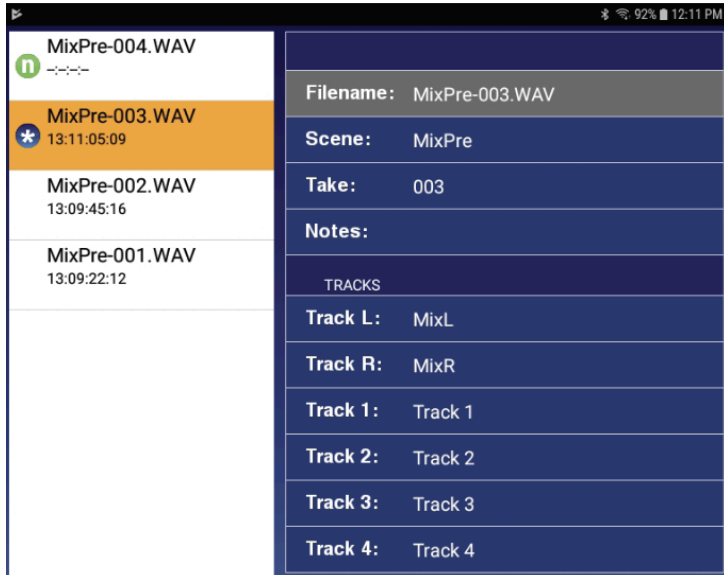 92% 12:11 PM
MixPre-004.WAV
n --:--:--:--
MixPre-003.WAV
* 13:11:05:09
MixPre-002.WAV
13:09:45:16
MixPre-001.WAV
13:09:22:12
Filename: MixPre-003.WAV
Scene: MixPre
Take: 003
Notes:
TRACKS
Track L: MixL
Track R: MixR
Track 1: Track 1
Track 2: Track 2
Track 3: Track 3
Track 4: Track 4